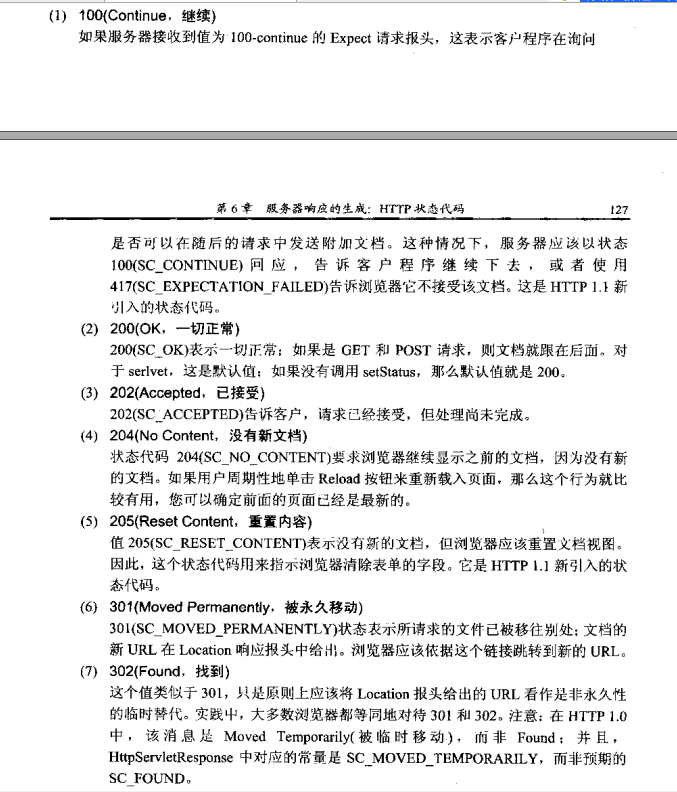 (1) 100(Continue，继续)
如果服务器接收到值为 100-continue 的 Expect 请求报头，这表示客户程序在询问
第 6 章 服务器响应的生成：HTTP 状态代码 127
是否可以在随后的请求中发送附加文档。这种情况下，服务器应该以状态
100(SC_CONTINUE) 回应，告诉客户程序继续下去，或者使用
417(SC_EXPECTATION_FAILED)告诉浏览器它不接受该文档。这是 HTTP 1.1 新
引入的状态代码。
(2) 200(OK，一切正常)
200(SC_OK)表示一切正常；如果是 GET 和 POST 请求，则文档就跟在后面。对
于 serlvet，这是默认值；如果没有调用 setStatus，那么默认值就是 200。
(3) 202(Accepted，已接受)
202(SC_ACCEPTED)告诉客户，请求已经接受，但处理尚未完成。
(4) 204(No Content，没有新文档)
状态代码 204(SC_NO_CONTENT)要求浏览器继续显示之前的文档，因为没有新
的文档。如果用户周期性地单击 Reload 按钮来重新载入页面，那么这个行为就比
较有用，您可以确定前面的页面已经是最新的。
(5) 205(Reset Content，重置内容)
值 205(SC_RESET_CONTENT)表示没有新的文档，但浏览器应该重置文档视图。
因此，这个状态代码用来指示浏览器清除表单的字段。它是 HTTP 1.1 新引入的状
态代码。
(6) 301(Moved Permanently，被永久移动)
301(SC_MOVED_PERMANENTLY)状态表示所请求的文件已被移往别处；文档的
新 URL 在 Location 响应报头中给出。浏览器应该依据这个链接跳转到新的 URL。
(7) 302(Found，找到)
这个值类似于 301，只是原则上应该将 Location 报头给出的 URL 看作是非永久性
的临时替代。实践中，大多数浏览器都等同地对待 301 和 302。注意：在 HTTP 1.0
中，该消息是 Moved Temporarily(被临时移动)，而非 Found；并且，
HttpServletResponse 中对应的常量是 SC_MOVED_TEMPORARILY，而非预期的
SC_FOUND。